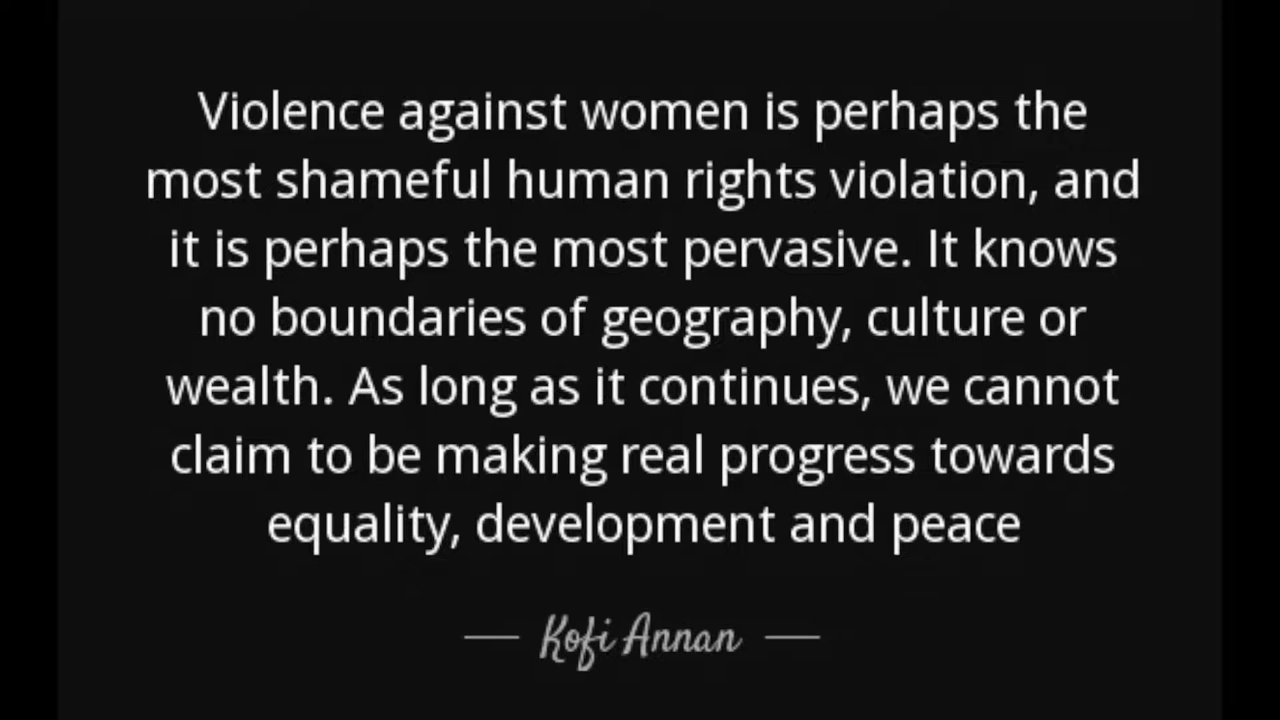 Violence against women is perhaps the
most shameful human rights violation, and
it is perhaps the most pervasive. It knows
no boundaries of geography, culture or
wealth. As long as it continues, we cannot
claim to be making real progress towards
equality, development and peace
— Kofi Annan —